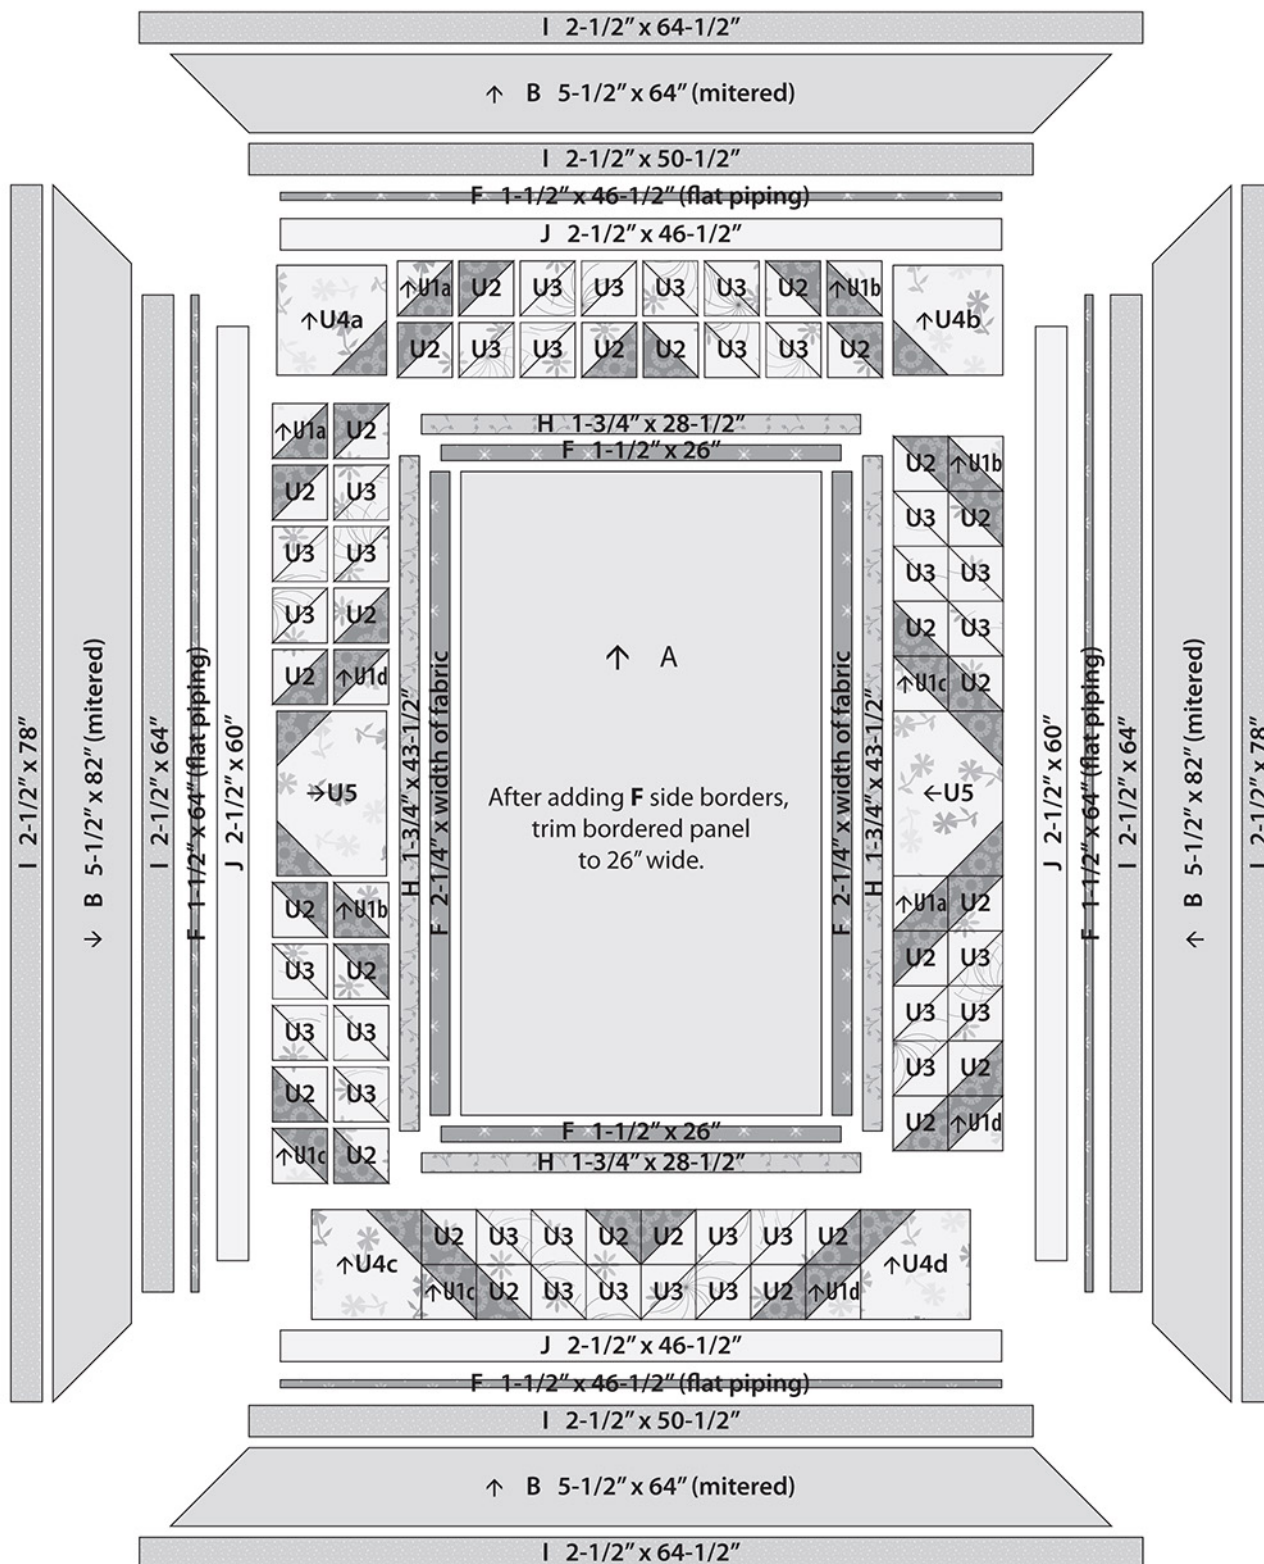 I 2-1/2” x 64-1/2”
↑ B 5-1/2” x 64” (mitered)
I 2-1/2” x 50-1/2”
F 1-1/2” x 46-1/2” (flat piping)
J 2-1/2” x 46-1/2”
↑U4a
↑U1a U2 U3 U3 U3 U3 U2 ↑U1b
U2 U3 U3 U2 U2 U3 U3 U2
↑U4b
I 2-1/2” x 78”
↓ B 5-1/2” x 82” (mitered)
I 2-1/2” x 64”
F 1-1/2” x 64” (flat piping)
J 2-1/2” x 60”
↑U1a U2
U2 U3
U3 U3
U3 U2
U2 ↑U1d
→U5
U2 ↑U1b
U3 U2
U3 U3
U2 U3
↑U1c U2
H 1-3/4” x 28-1/2”
F 1-1/2” x 26”
H 1-3/4” x 43-1/2”
F 2-1/4” x width of fabric
↑ A
After adding F side borders,
trim bordered panel
to 26” wide.
F 2-1/4” x width of fabric
H 1-3/4” x 43-1/2”
F 1-1/2” x 26”
H 1-3/4” x 28-1/2”
U2 ↑U1b
U3 U2
U3 U3
U2 U3
↑U1c U2
←U5
↑U1a U2
U2 U3
U3 U3
U3 U2
U2 ↑U1d
J 2-1/2” x 60”
F 1-1/2” x 64” (flat piping)
I 2-1/2” x 64”
↑ B 5-1/2” x 82” (mitered)
I 2-1/2” x 78”
↑U4c
U2 U3 U3 U2 U2 U3 U3 U2
↑U1c U2 U3 U3 U3 U3 U2 ↑U1d
↑U4d
J 2-1/2” x 46-1/2”
F 1-1/2” x 46-1/2” (flat piping)
I 2-1/2” x 50-1/2”
↑ B 5-1/2” x 64” (mitered)
I 2-1/2” x 64-1/2”